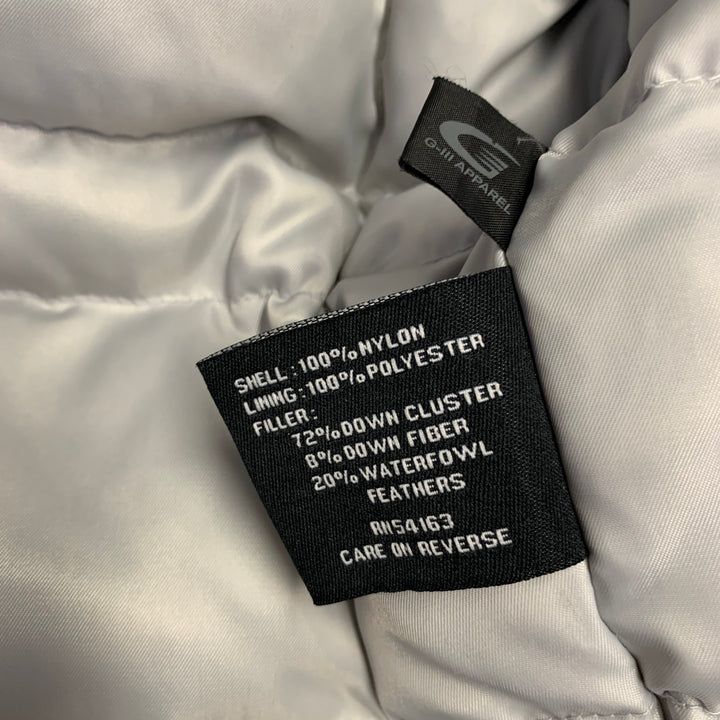 G
G-III APPAREL
SHELL : 100% NYLON
LINING : 100% POLYESTER
FILLER :
72% DOWN CLUSTER
8% DOWN FIBER
20% WATERFOWL
FEATHERS
RN54163
CARE ON REVERSE